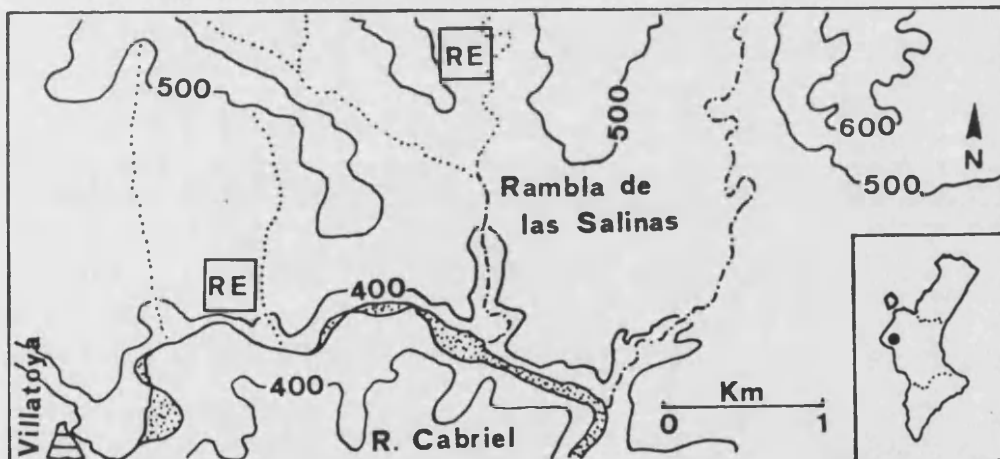 RE
500
500
600
N
500
Rambla de
las Salinas
RE
400
400
Villatoya
R. Cabriel
Km
0 1